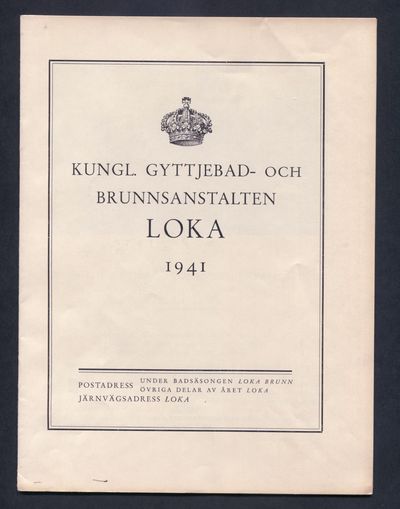 KUNGL. GYTTJEBAD- OCH
BRUNNSANSTALTEN
LOKA
1941
POSTADRESS UNDER BADSÄSONGEN LOKA BRUNN
ÖVRIGA DELAR AV ÅRET LOKA
JÄRNVÄGSADRESS LOKA